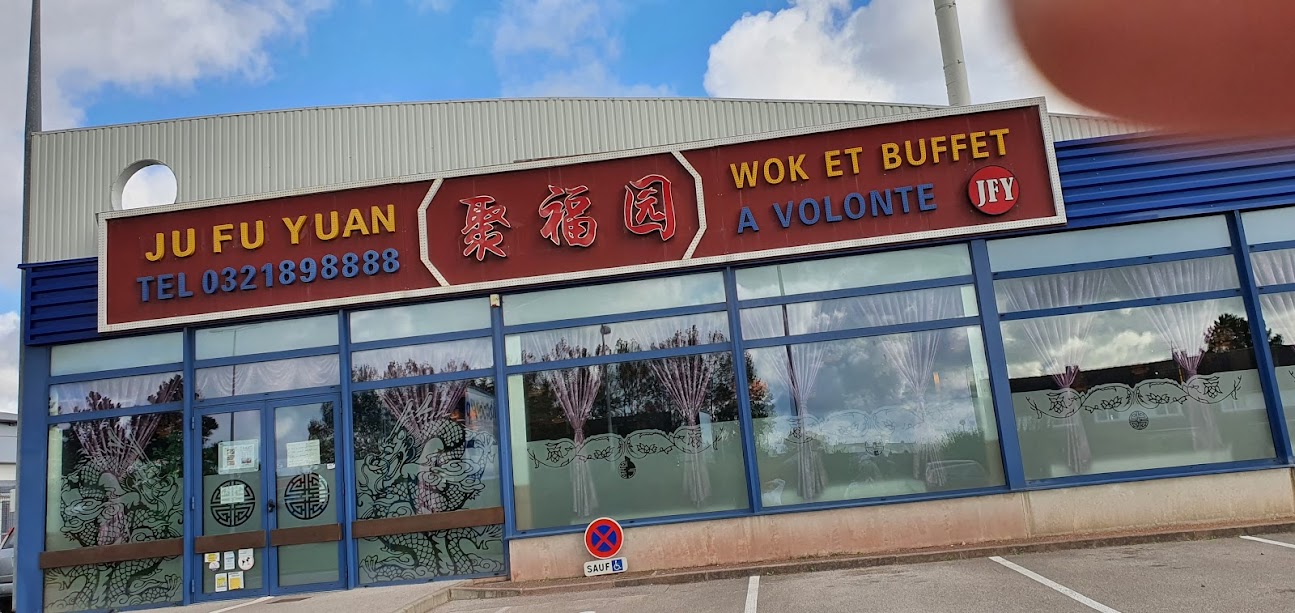 JU FU YUAN
TEL 0321898888
聚福园
WOK ET BUFFET
A VOLONTE
JFY
SAUF